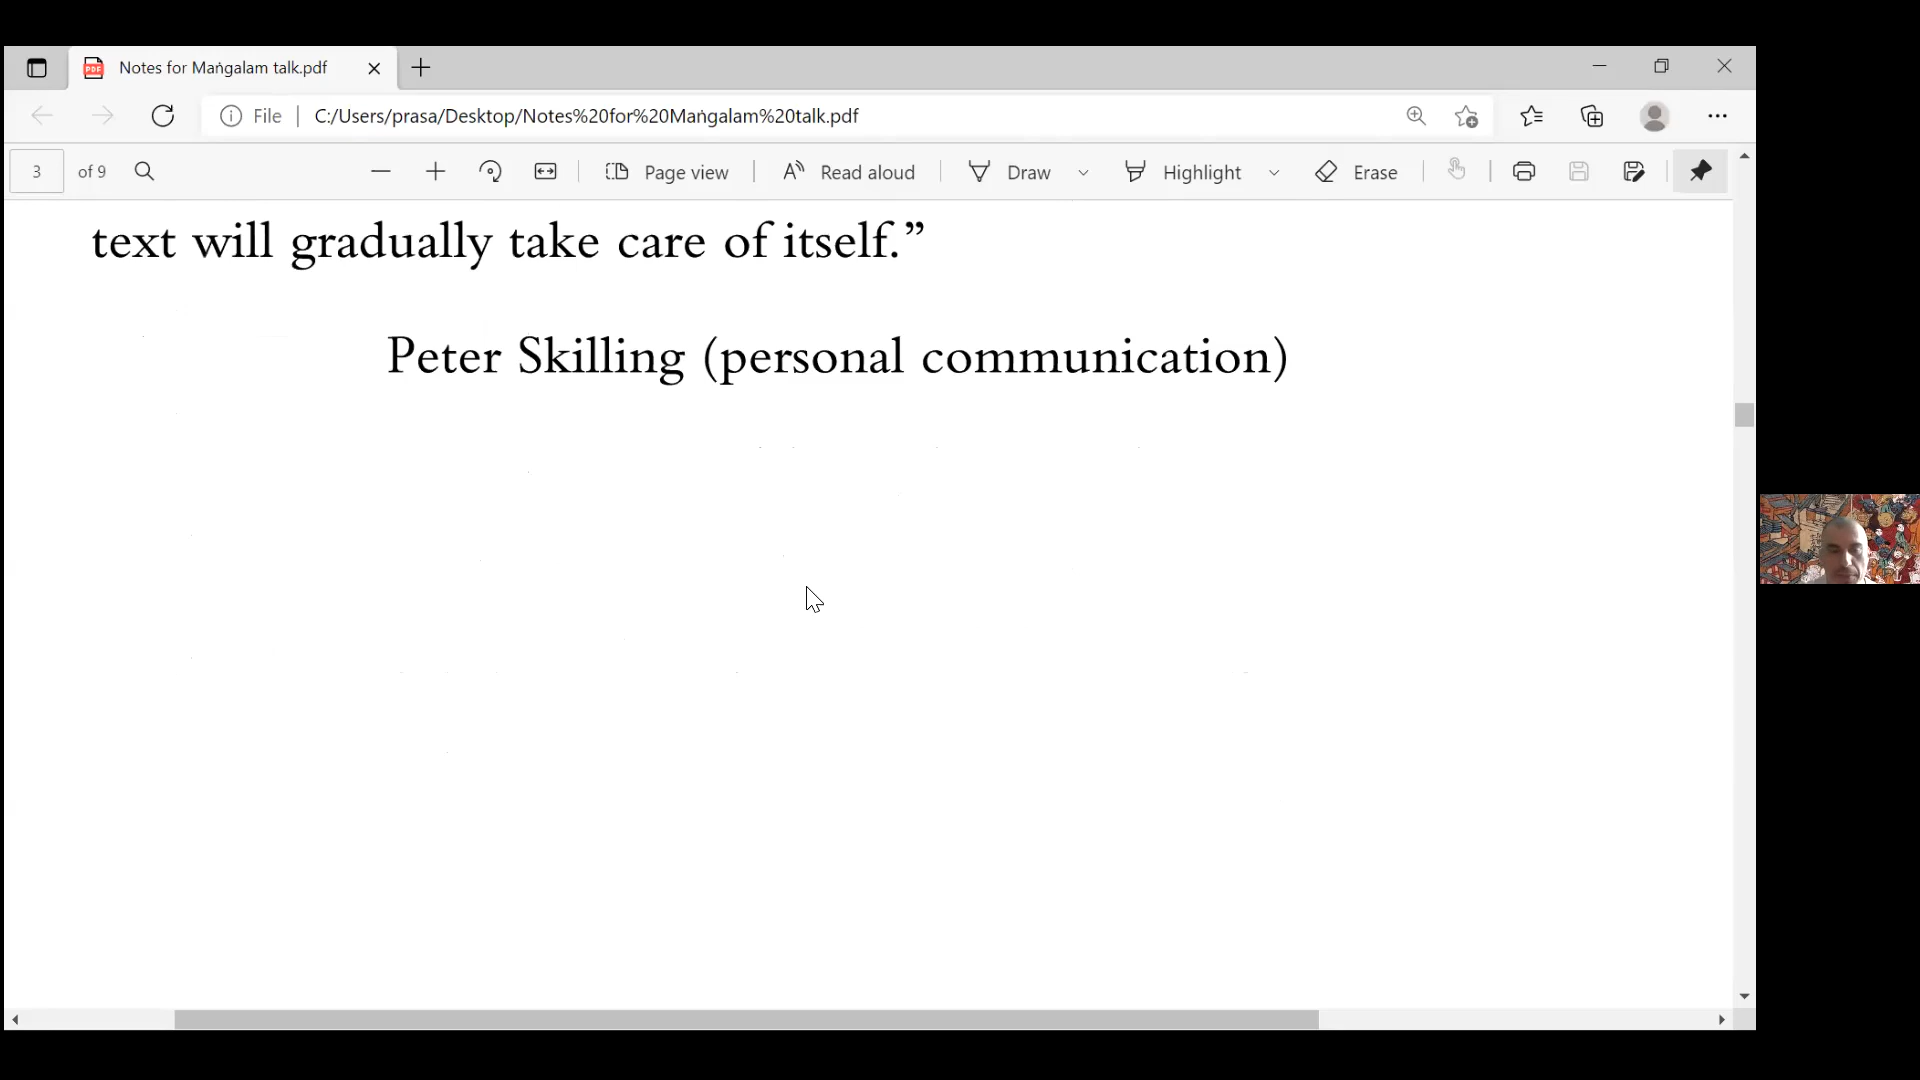 Notes for Maṅgalam talk.pdf
File
C:/Users/prasa/Desktop/Notes%20for%20Maṅgalam%20talk.pdf
3 of 9
Page view
Read aloud
Draw
Highlight
Erase
text will gradually take care of itself.”
Peter Skilling (personal communication)